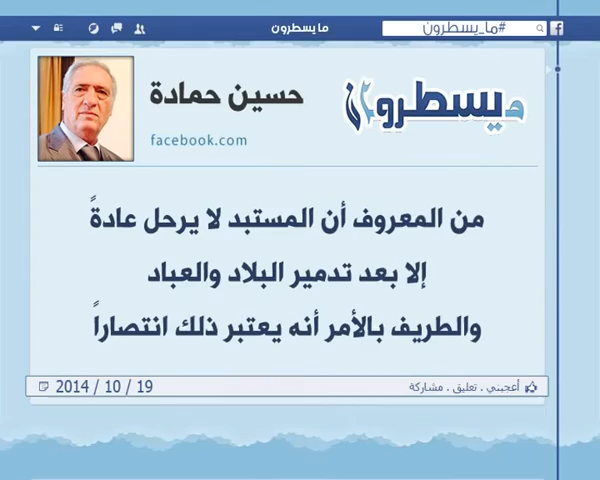 ما يسطرون
#ما_يسطرون
حسين حمادة
ما يسطرون
facebook.com
من المعروف أن المستبد لا يرحل عادةً
إلا بعد تدمير البلاد والعباد
والطريف بالأمر أنه يعتبر ذلك انتصاراً
أعجبني . تعليق . مشاركة
2014 / 10 / 19